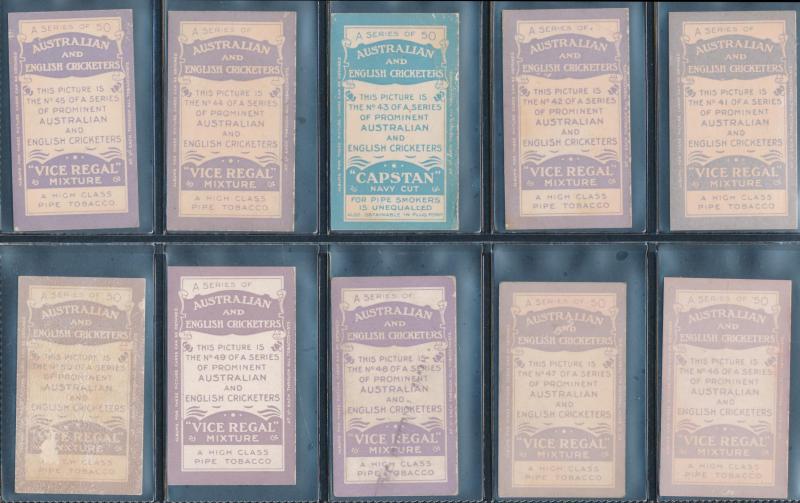 A SERIES OF 50
AUSTRALIAN
AND
ENGLISH CRICKETERS
THIS PICTURE IS
THE No 45 OF A SERIES
OF PROMINENT
AUSTRALIAN
AND
ENGLISH CRICKETERS
"VICE REGAL"
MIXTURE
A HIGH CLASS
PIPE TOBACCO
A SERIES OF 50
AUSTRALIAN
AND
ENGLISH CRICKETERS
THIS PICTURE IS
THE No 44 OF A SERIES
OF PROMINENT
AUSTRALIAN
AND
ENGLISH CRICKETERS
"VICE REGAL"
MIXTURE
A HIGH CLASS
PIPE TOBACCO
A SERIES OF 50
AUSTRALIAN
AND
ENGLISH CRICKETERS
THIS PICTURE IS
THE No 43 OF A SERIES
OF PROMINENT
AUSTRALIAN
AND
ENGLISH CRICKETERS
"CAPSTAN"
NAVY CUT
FOR PIPE SMOKERS
IS UNEQUALLED
ALSO OBTAINABLE IN PLUG FORM
A SERIES OF
AUSTRALIAN
AND
ENGLISH CRICKETERS
THIS PICTURE IS
THE No 42 OF A SERIES
OF PROMINENT
AUSTRALIAN
AND
ENGLISH CRICKETERS
"VICE REGAL"
MIXTURE
A HIGH CLASS
PIPE TOBACCO
A SERIES OF 50
AUSTRALIAN
AND
ENGLISH CRICKETERS
THIS PICTURE IS
THE No 41 OF A SERIES
OF PROMINENT
AUSTRALIAN
AND
ENGLISH CRICKETERS
"VICE REGAL"
MIXTURE
A HIGH CLASS
PIPE TOBACCO
A SERIES OF 50
AUSTRALIAN
AND
ENGLISH CRICKETERS
THIS PICTURE IS
THE No 50 OF A SERIES
OF PROMINENT
AUSTRALIAN
AND
ENGLISH CRICKETERS
"VICE REGAL"
MIXTURE
A HIGH CLASS
PIPE TOBACCO
A SERIES OF 50
AUSTRALIAN
AND
ENGLISH CRICKETERS
THIS PICTURE IS
THE No 49 OF A SERIES
OF PROMINENT
AUSTRALIAN
AND
ENGLISH CRICKETERS
"VICE REGAL"
MIXTURE
A HIGH CLASS
PIPE TOBACCO
A SERIES OF
AUSTRALIAN
AND
ENGLISH CRICKETERS
THIS PICTURE IS
THE No 48 OF A SERIES
OF PROMINENT
AUSTRALIAN
AND
ENGLISH CRICKETERS
"VICE REGAL"
MIXTURE
A HIGH CLASS
PIPE TOBACCO
A SERIES OF 50
AUSTRALIAN
AND
ENGLISH CRICKETERS
THIS PICTURE IS
THE No 47 OF A SERIES
OF PROMINENT
AUSTRALIAN
AND
ENGLISH CRICKETERS
"VICE REGAL"
MIXTURE
A HIGH CLASS
PIPE TOBACCO
A SERIES OF 50
AUSTRALIAN
AND
ENGLISH CRICKETERS
THIS PICTURE IS
THE No 46 OF A SERIES
OF PROMINENT
AUSTRALIAN
AND
ENGLISH CRICKETERS
"VICE REGAL"
MIXTURE
A HIGH CLASS
PIPE TOBACCO